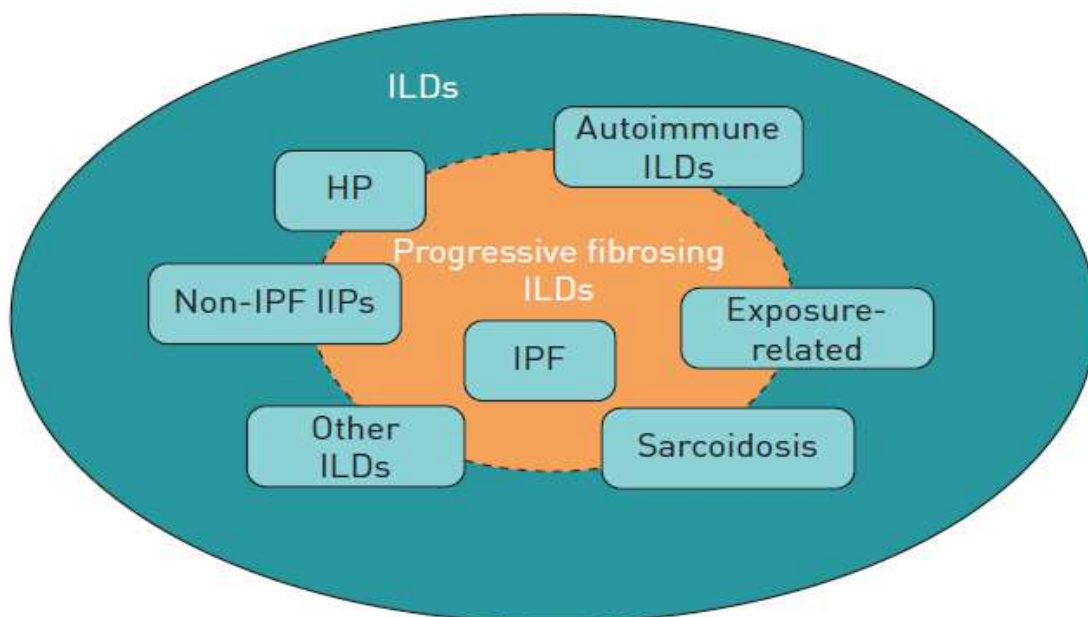 ILDs
Autoimmune
ILDs
HP
Progressive fibrosing
ILDs
Non-IPF IIPs
Exposure-
related
IPF
Other
ILDs
Sarcoidosis